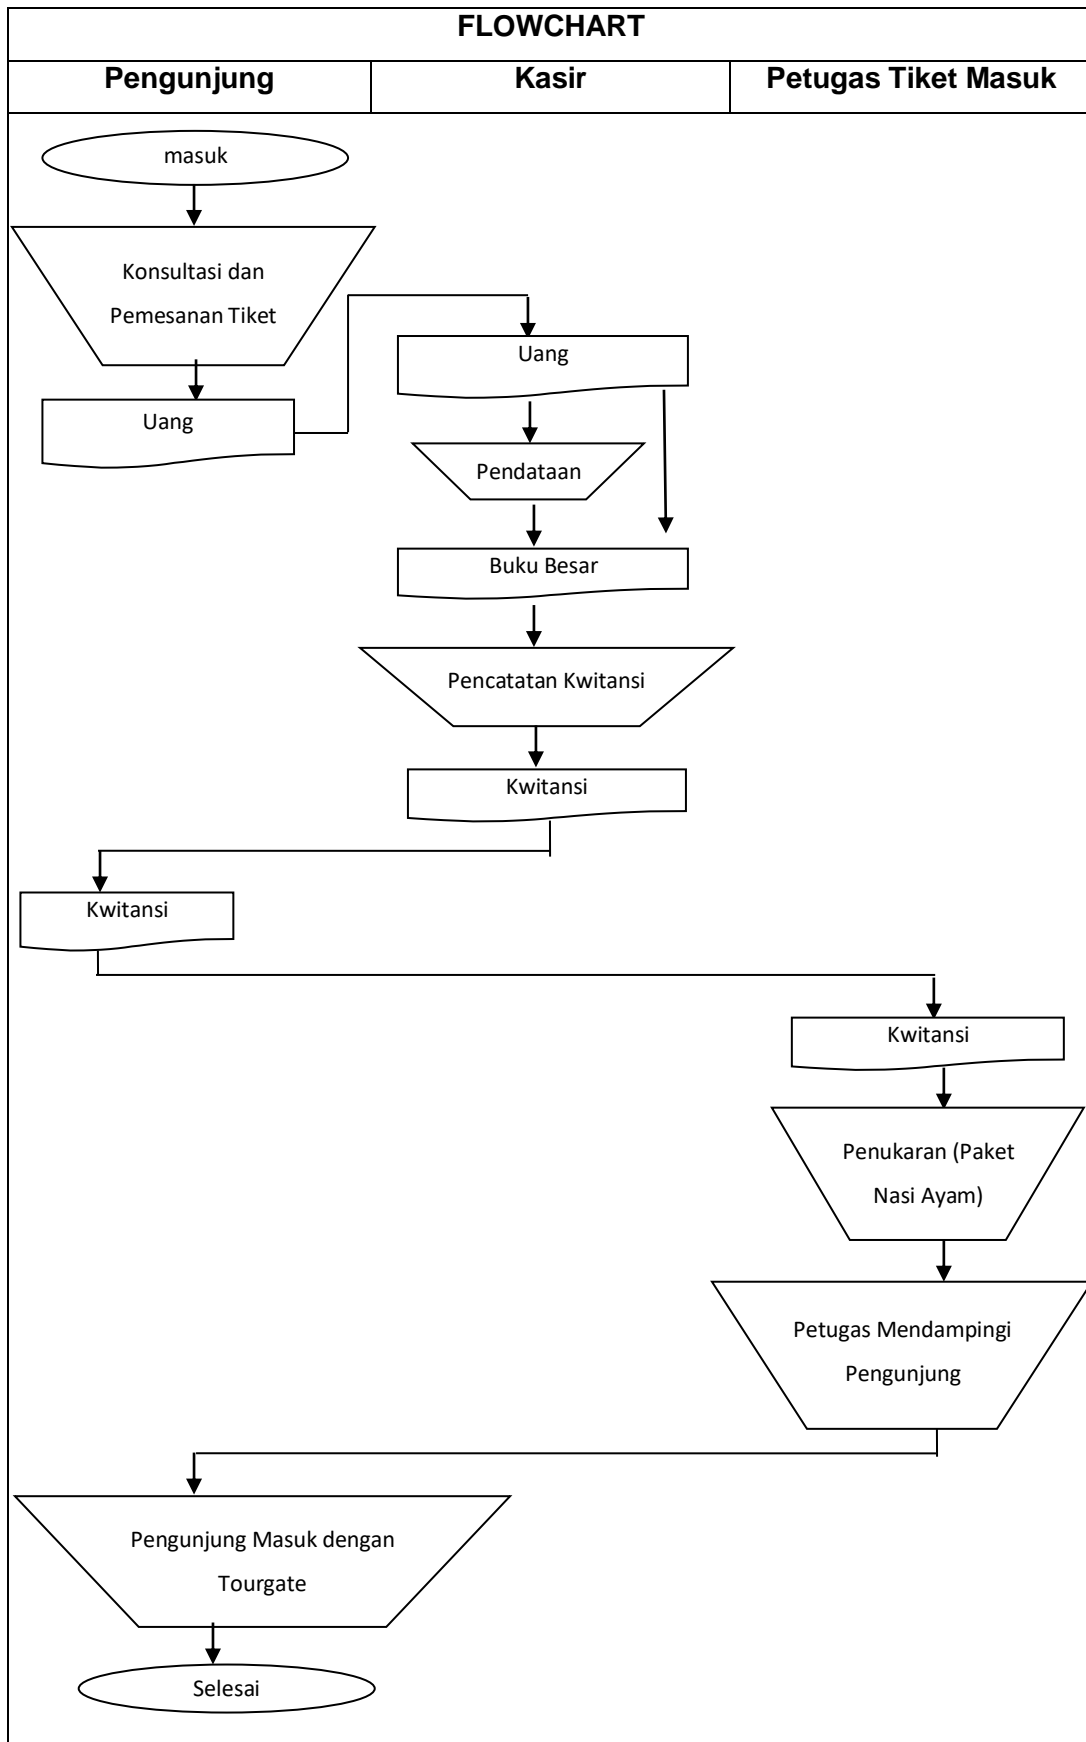 FLOWCHART
Pengunjung
Kasir
Petugas Tiket Masuk
masuk
Konsultasi dan
Pemesanan Tiket
Uang
Uang
Pendataan
Buku Besar
Pencatatan Kwitansi
Kwitansi
Kwitansi
Kwitansi
Penukaran (Paket
Nasi Ayam)
Petugas Mendampingi
Pengunjung
Pengunjung Masuk dengan
Tourgate
Selesai